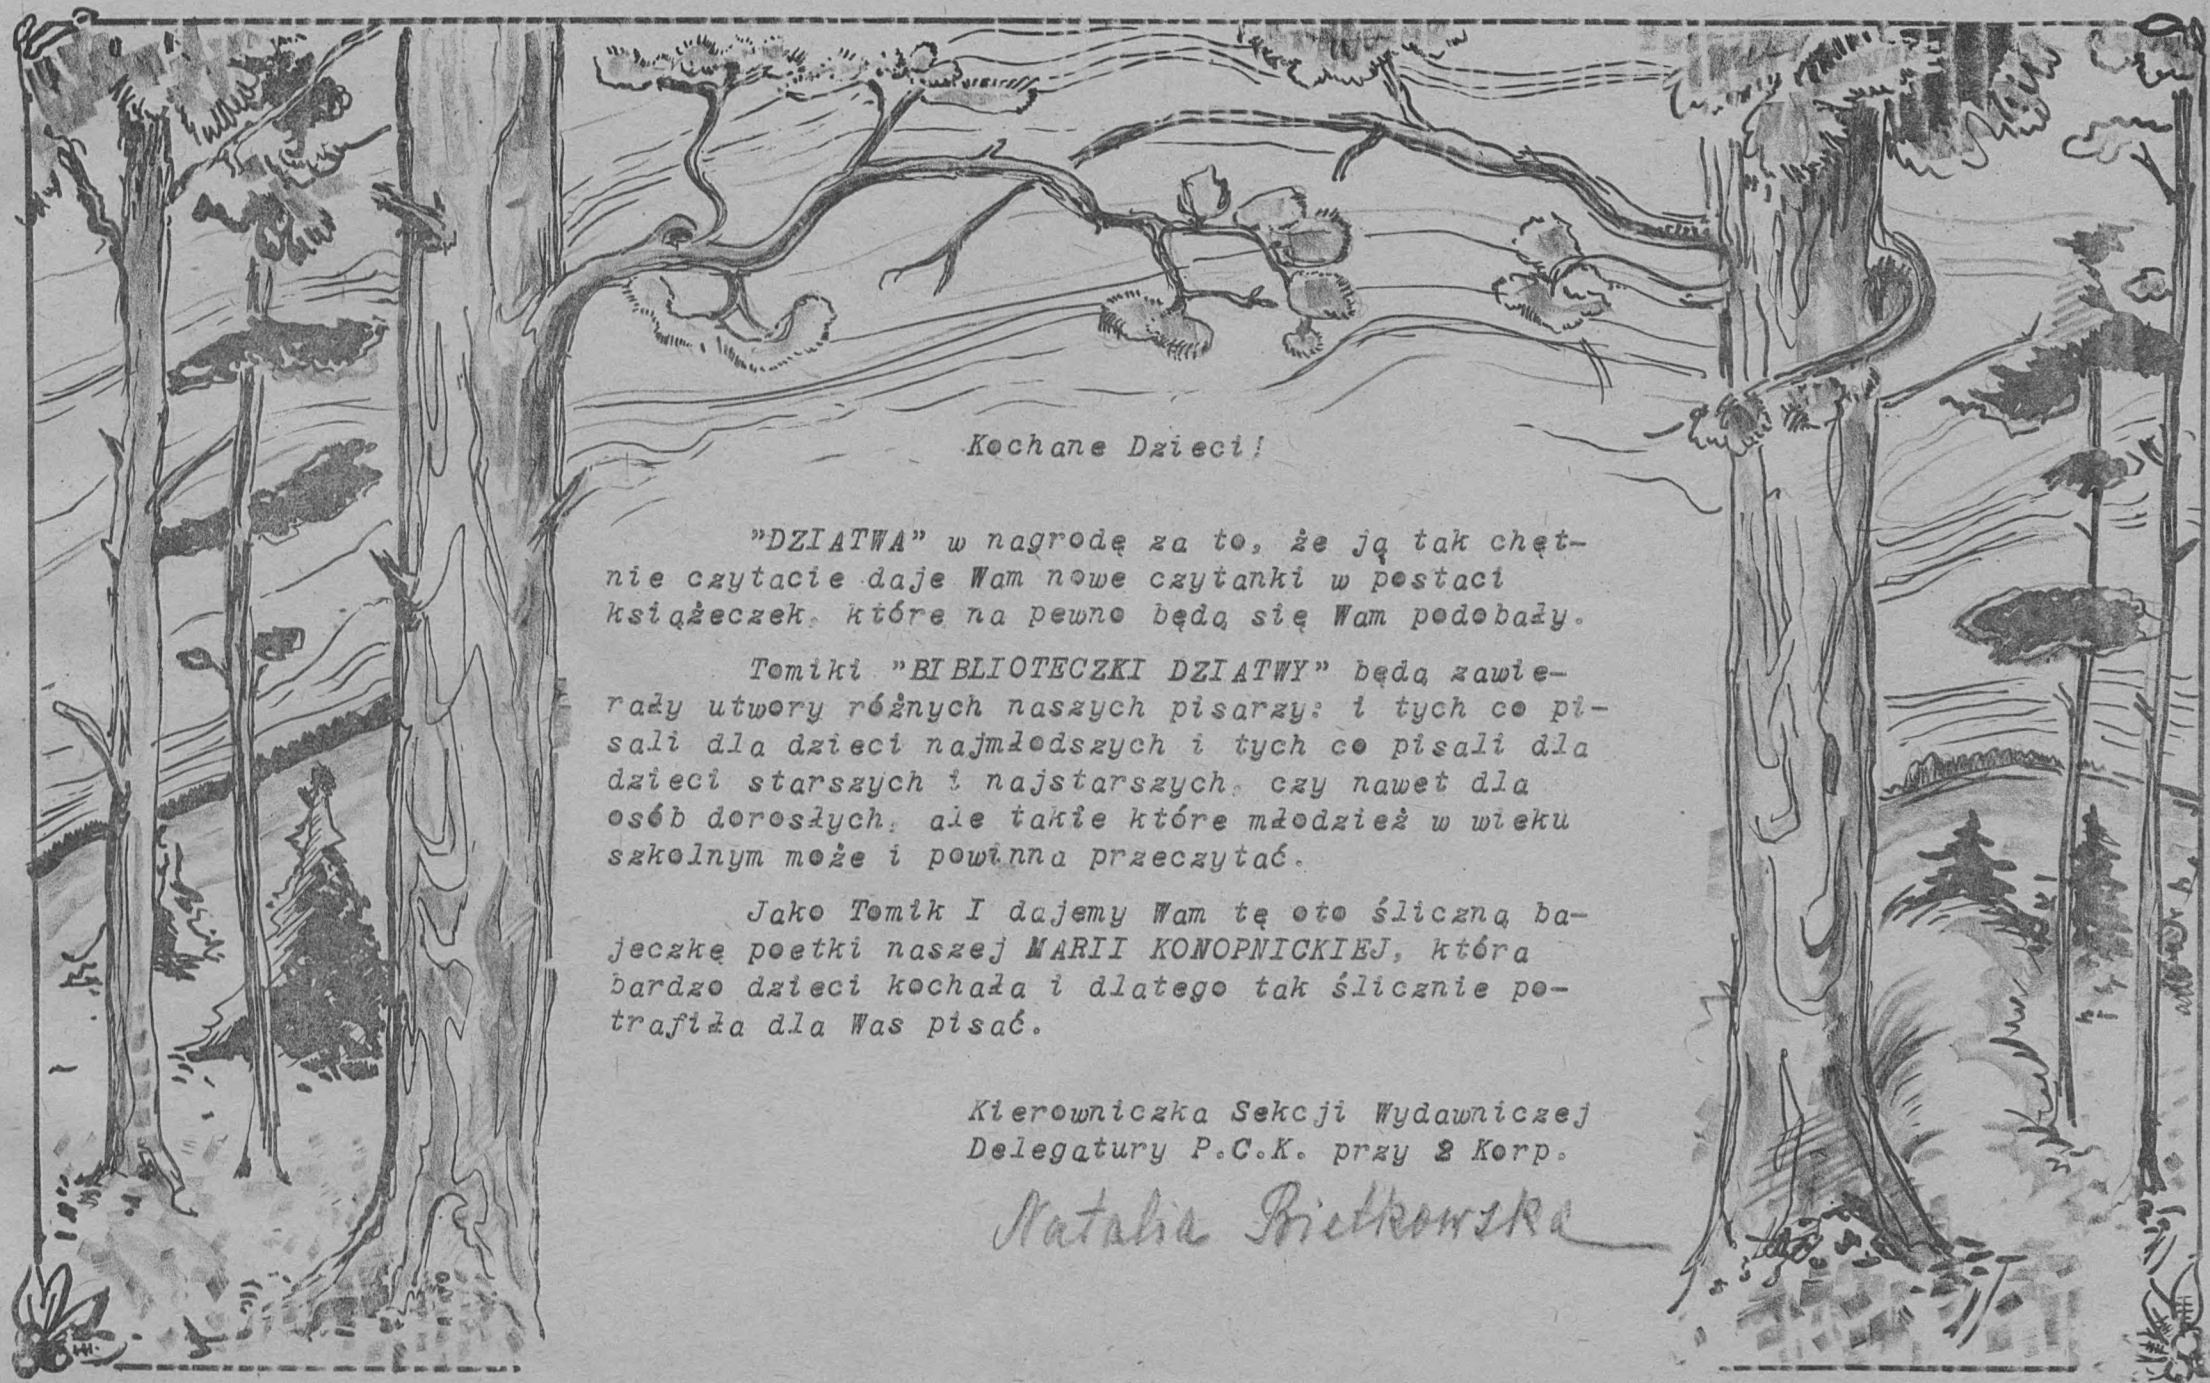 Kochane Dzieci!
"DZIATWA" w nagrodę za to, że ją tak chęt-
nie czytacie daje Wam nowe czytanki w postaci
książeczek, które na pewno będą się Wam podobały.
Tomiki "BIBLIOTECZKI DZIATWY" będą zawie-
rały utwory różnych naszych pisarzy: i tych co pi-
sali dla dzieci najmłodszych i tych co pisali dla
dzieci starszych i najstarszych, czy nawet dla
osób dorosłych, ale takie które młodzież w wieku
szkolnym może i powinna przeczytać.
Jako Tomik I dajemy Wam tę oto śliczną ba-
jeczkę poetki naszej MARII KONOPNICKIEJ, która
bardzo dzieci kochała i dlatego tak ślicznie po-
trafiła dla Was pisać.
Kierowniczka Sekcji Wydawniczej
Delegatury P.C.K. przy 2 Korp.
Natalia Bielkowska